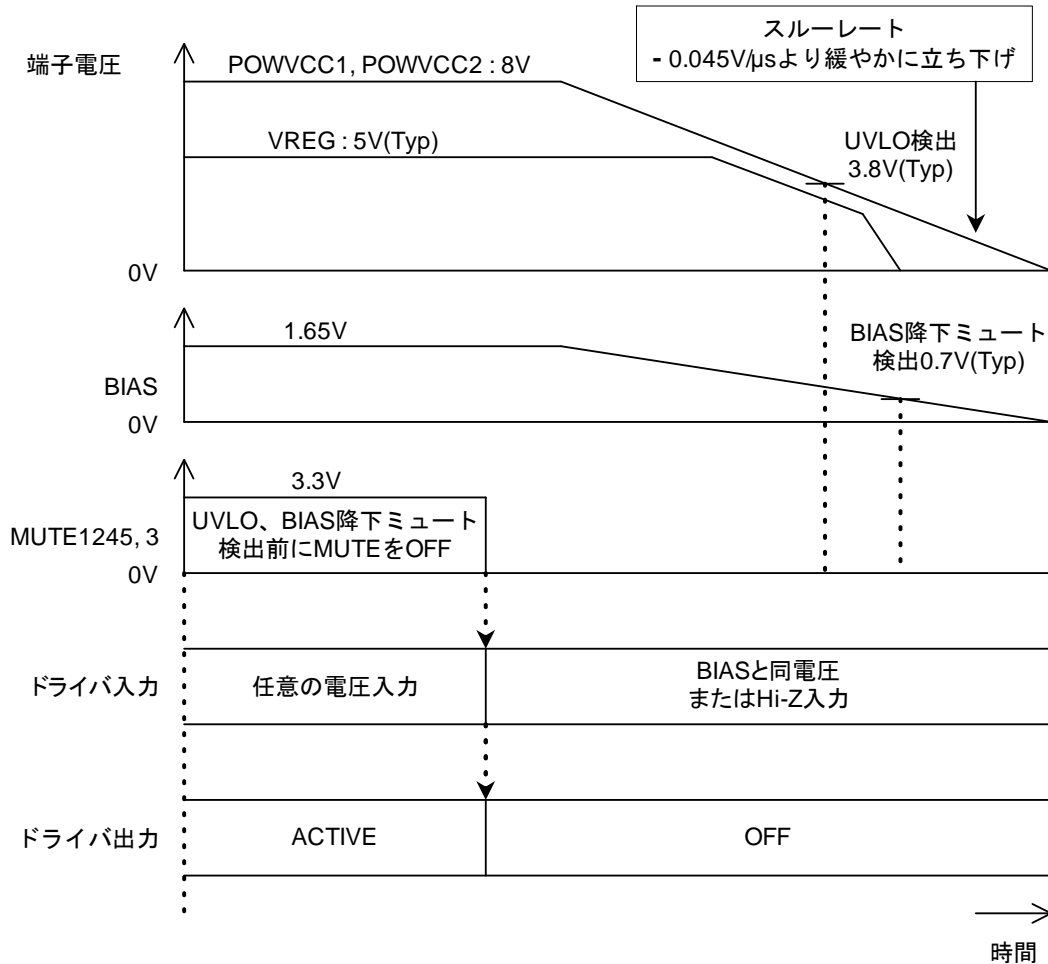 スルーレート
- 0.045V/μsより緩やかに立ち下げ
端子電圧
POWVCC1, POWVCC2 : 8V
UVLO検出
3.8V(Typ)
VREG : 5V(Typ)
0V
1.65V
BIAS降下ミュート
検出0.7V(Typ)
BIAS
0V
3.3V
UVLO、BIAS降下ミュート
検出前にMUTEをOFF
MUTE1245, 3
0V
ドライバ入力
任意の電圧入力
BIASと同電圧
またはHi-Z入力
ドライバ出力
ACTIVE
OFF
時間